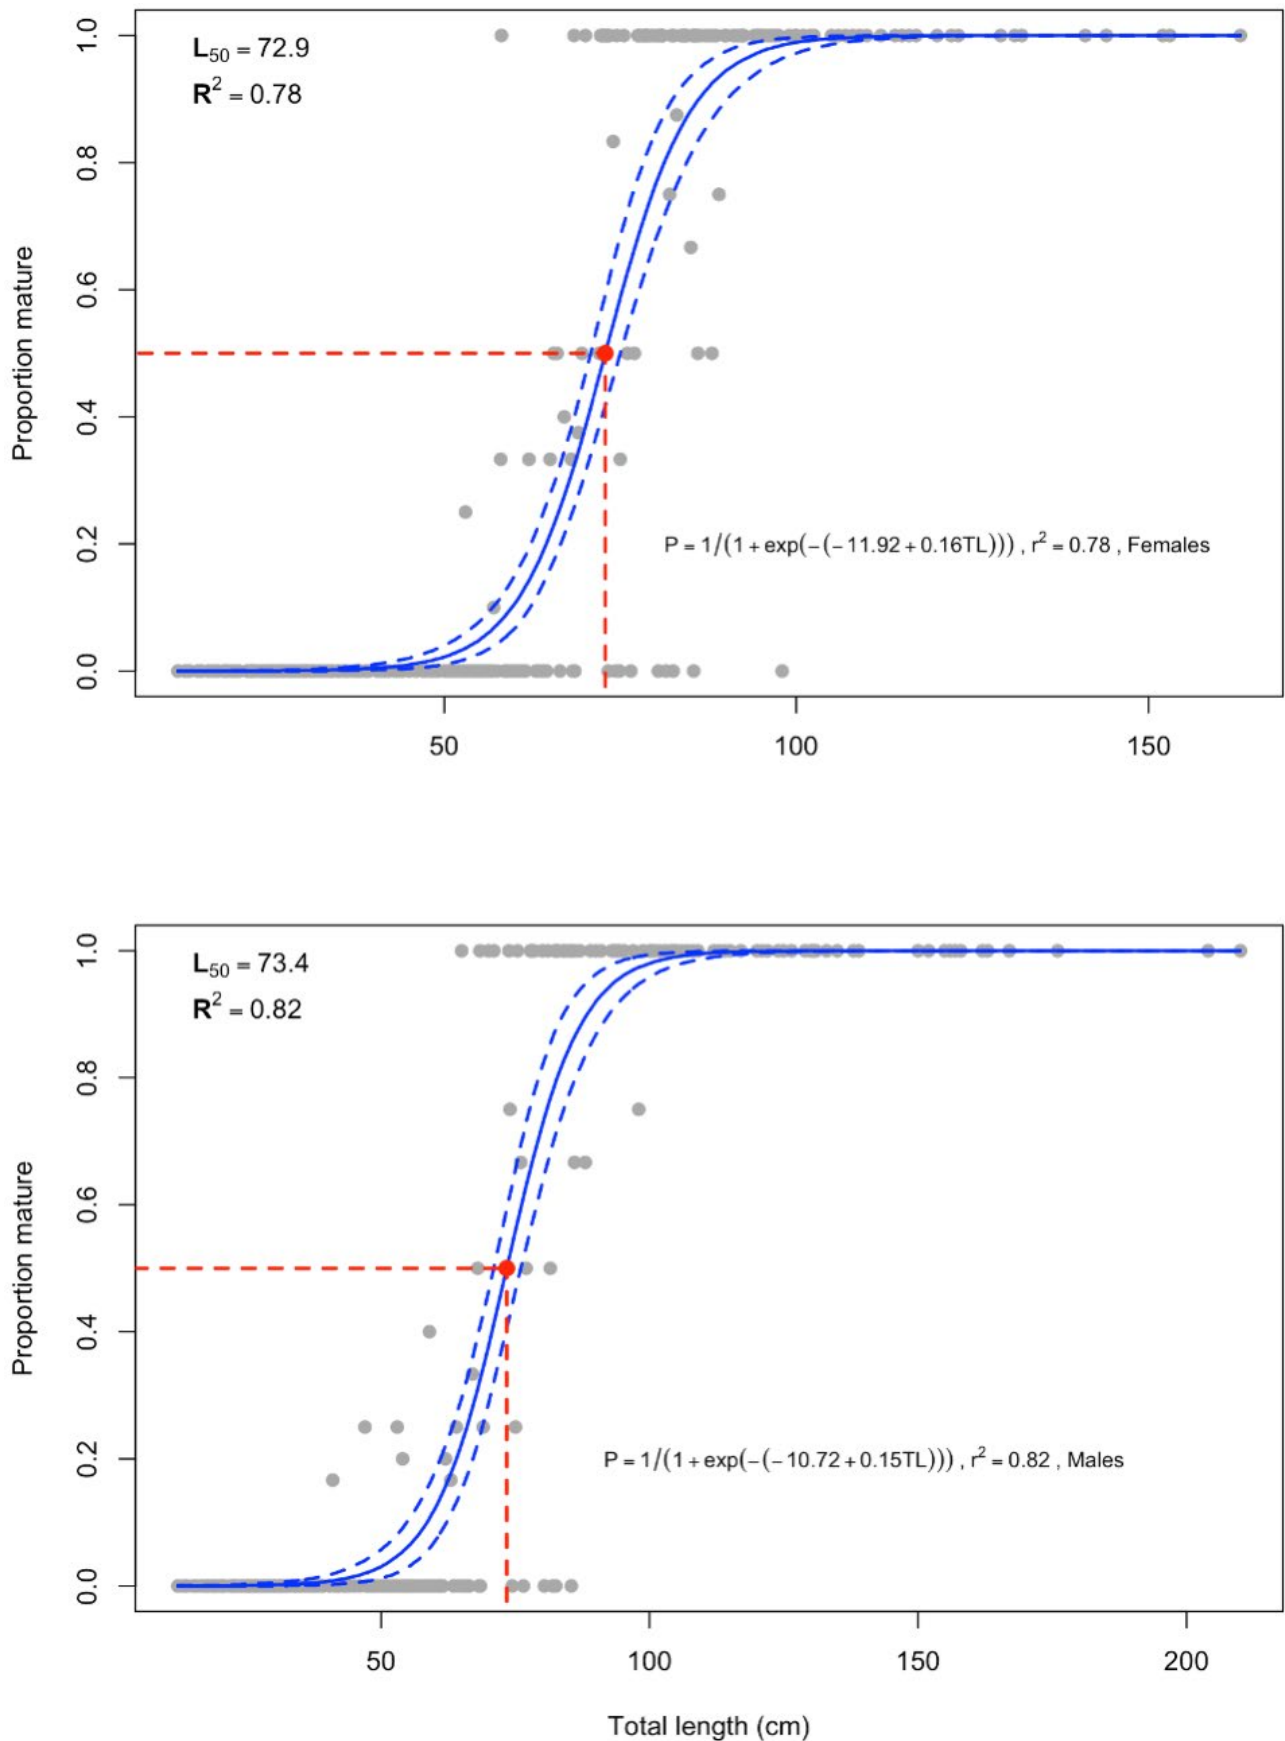 L50 = 72.9
R2 = 0.78
Proportion mature
0.0 0.2 0.4 0.6 0.8 1.0
P = 1/(1 + exp(−(−11.92 + 0.16TL))) , r2 = 0.78 , Females
50 100 150
L50 = 73.4
R2 = 0.82
Proportion mature
0.0 0.2 0.4 0.6 0.8 1.0
P = 1/(1 + exp(−(−10.72 + 0.15TL))) , r2 = 0.82 , Males
50 100 150 200
Total length (cm)